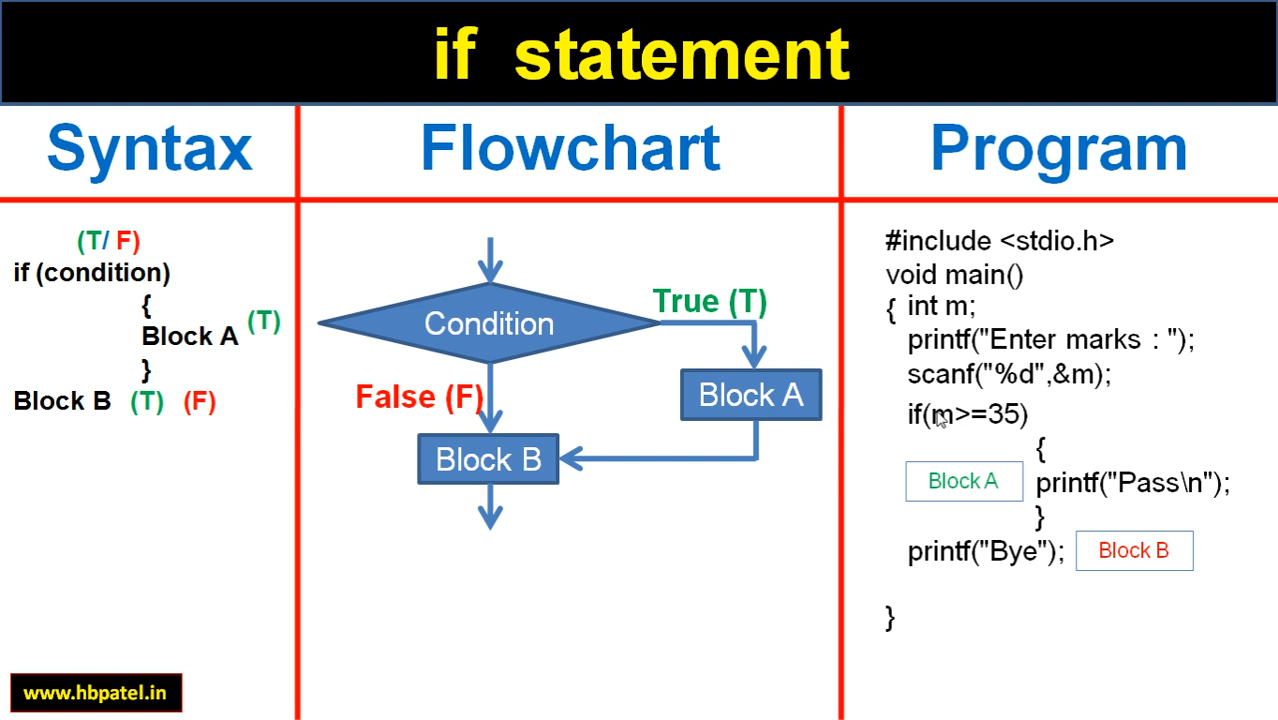 if statement
Syntax
(T/ F)
if (condition)
{
Block A (T)
}
Block B (T) (F)
www.hbpatel.in
Flowchart
Condition
True (T)
False (F)
Block A
Block B
Program
#include <stdio.h>
void main()
{ int m;
printf("Enter marks : ");
scanf("%d",&m);
if(m>=35)
{
Block A printf("Pass\n");
}
printf("Bye"); Block B
}